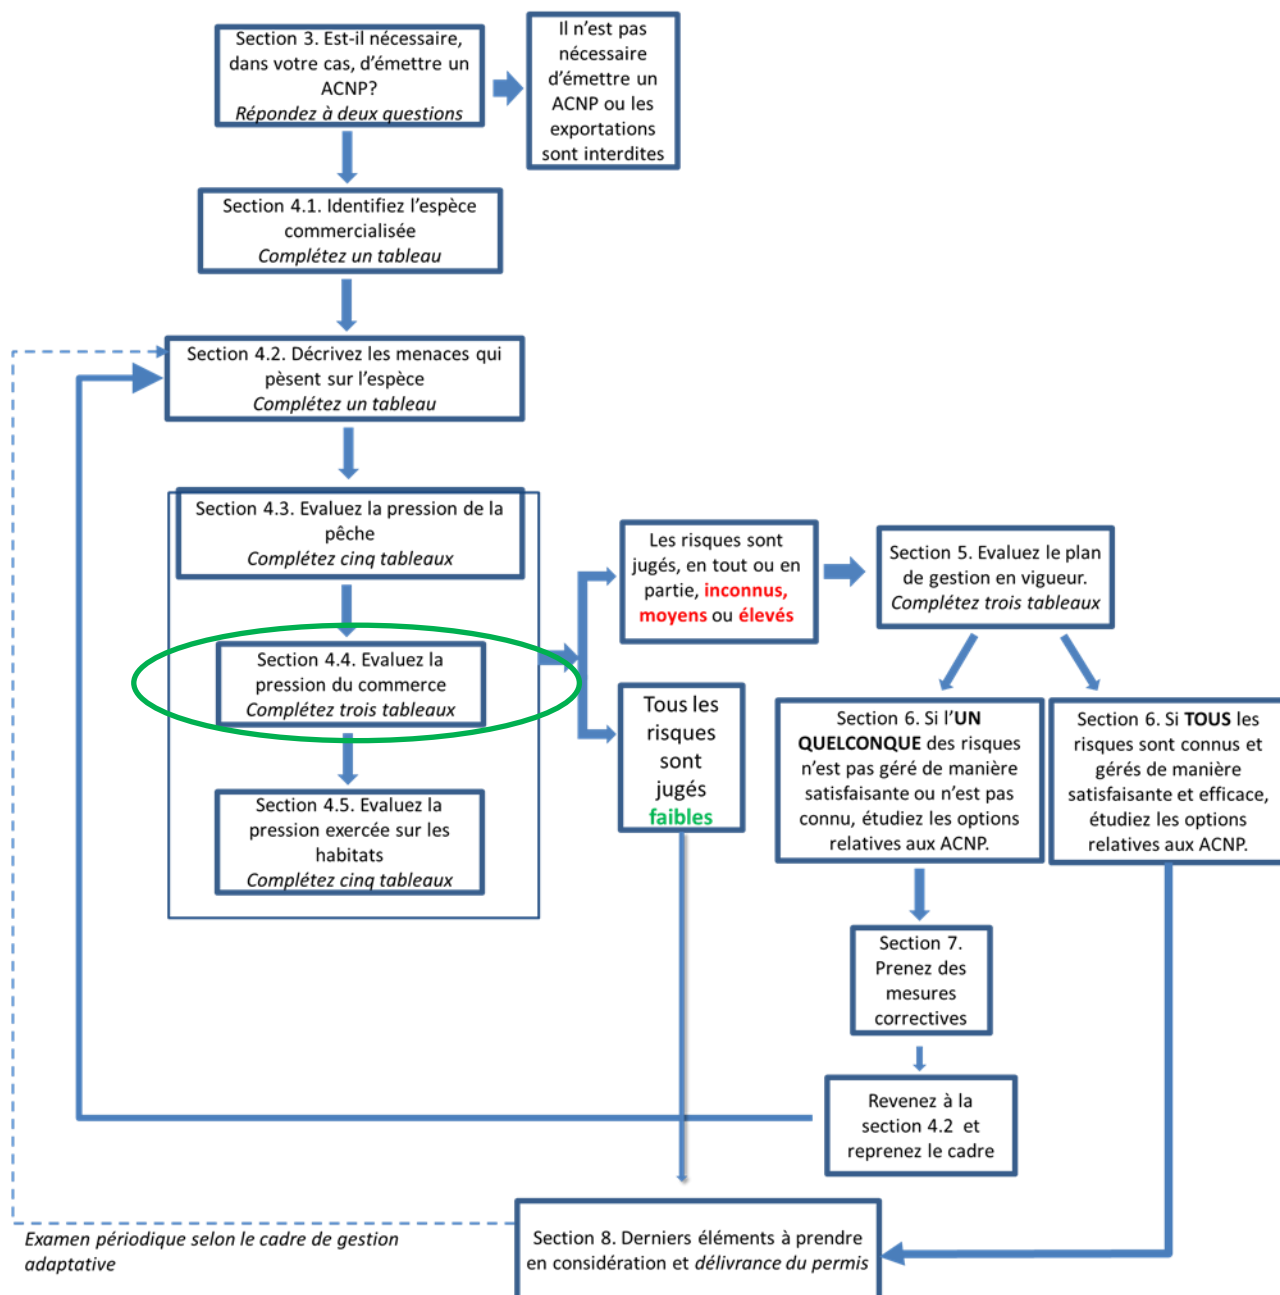 Section 3. Est-il nécessaire,
dans votre cas, d'émettre un
ACNP?
Répondez à deux questions
Il n'est pas
nécessaire
d'émettre un
ACNP ou les
exportations
sont interdites
Section 4.1. Identifiez l'espèce
commercialisée
Complétez un tableau
Section 4.2. Décrivez les menaces qui
pèsent sur l'espèce
Complétez un tableau
Section 4.3. Evaluez la pression de la
pêche
Complétez cinq tableaux
Section 4.4. Evaluez la
pression du commerce
Complétez trois tableaux
Section 4.5. Evaluez la
pression exercée sur les
habitats
Complétez cinq tableaux
Les risques sont
jugés, en tout ou en
partie, inconnus,
moyens ou élevés
Tous les
risques
sont
jugés
faibles
Section 5. Evaluez le plan
de gestion en vigueur.
Complétez trois tableaux
Section 6. Si l'UN
QUELCONQUE des risques
n'est pas géré de manière
satisfaisante ou n'est pas
connu, étudiez les options
relatives aux ACNP.
Section 6. Si TOUS les
risques sont connus et
gérés de manière
satisfaisante et efficace,
étudiez les options
relatives aux ACNP.
Section 7.
Prenez des
mesures
correctives
Revenez à la
section 4.2 et
reprenez le cadre
Section 8. Derniers éléments à prendre
en considération et délivrance du permis
Examen périodique selon le cadre de gestion
adaptative